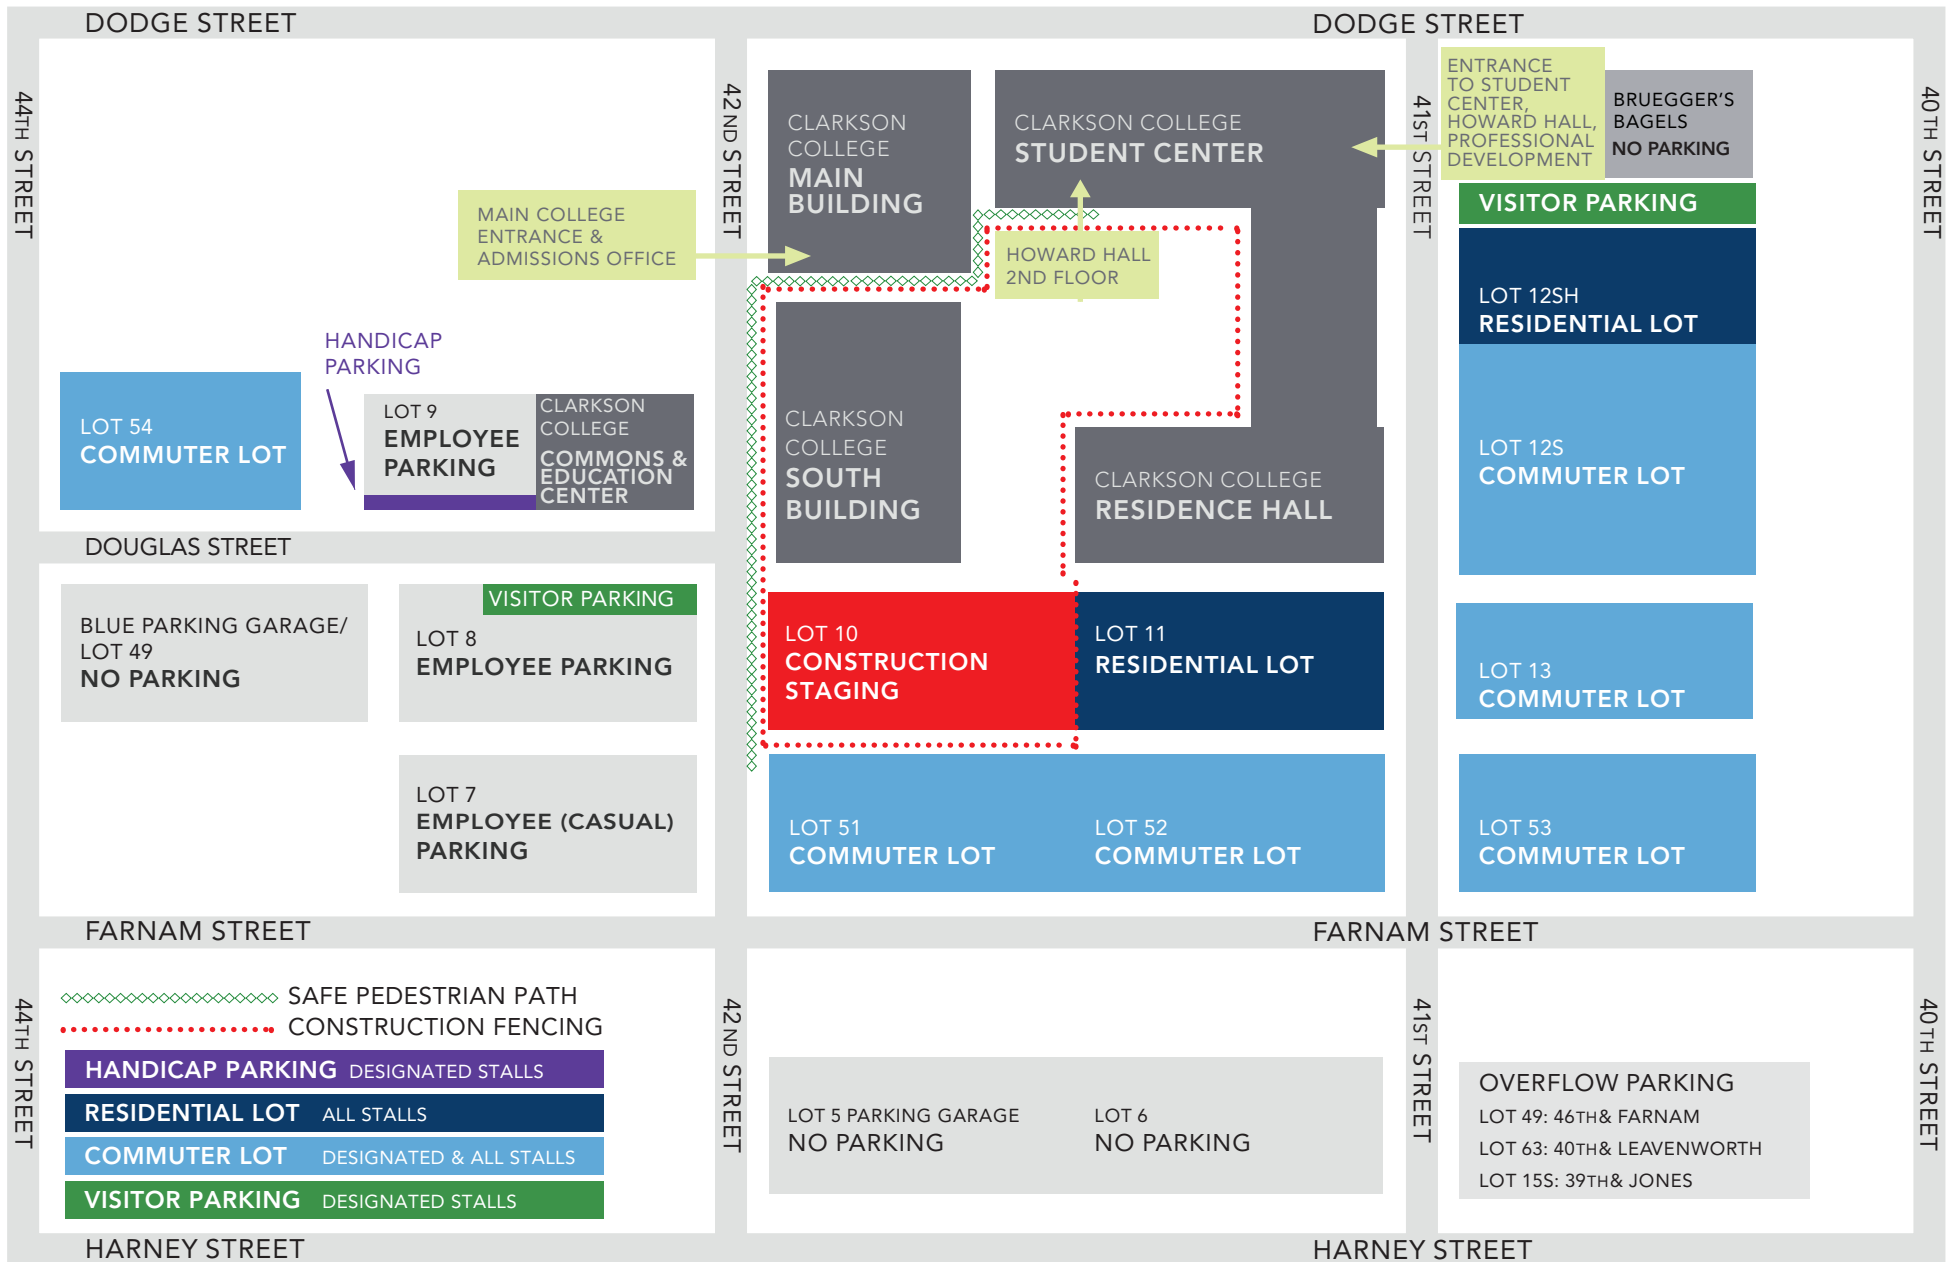 DODGE STREET
DODGE STREET
44TH STREET
42ND STREET
41ST STREET
40TH STREET
CLARKSON
COLLEGE
MAIN
BUILDING
CLARKSON COLLEGE
STUDENT CENTER
ENTRANCE
TO STUDENT
CENTER,
HOWARD HALL,
PROFESSIONAL
DEVELOPMENT
BRUEGGER'S
BAGELS
NO PARKING
VISITOR PARKING
MAIN COLLEGE
ENTRANCE &
ADMISSIONS OFFICE
HOWARD HALL
2ND FLOOR
LOT 12SH
RESIDENTIAL LOT
HANDICAP
PARKING
LOT 54
COMMUTER LOT
LOT 9
EMPLOYEE
PARKING
CLARKSON
COLLEGE
COMMONS &
EDUCATION
CENTER
CLARKSON
COLLEGE
SOUTH
BUILDING
CLARKSON COLLEGE
RESIDENCE HALL
LOT 12S
COMMUTER LOT
DOUGLAS STREET
BLUE PARKING GARAGE/
LOT 49
NO PARKING
VISITOR PARKING
LOT 8
EMPLOYEE PARKING
LOT 10
CONSTRUCTION
STAGING
LOT 11
RESIDENTIAL LOT
LOT 13
COMMUTER LOT
LOT 7
EMPLOYEE (CASUAL)
PARKING
LOT 51
COMMUTER LOT
LOT 52
COMMUTER LOT
LOT 53
COMMUTER LOT
FARNAM STREET
FARNAM STREET
44TH STREET
42ND STREET
41ST STREET
40TH STREET
SAFE PEDESTRIAN PATH
CONSTRUCTION FENCING
HANDICAP PARKING DESIGNATED STALLS
RESIDENTIAL LOT ALL STALLS
COMMUTER LOT DESIGNATED & ALL STALLS
VISITOR PARKING DESIGNATED STALLS
LOT 5 PARKING GARAGE
NO PARKING
LOT 6
NO PARKING
OVERFLOW PARKING
LOT 49: 46TH& FARNAM
LOT 63: 40TH& LEAVENWORTH
LOT 15S: 39TH& JONES
HARNEY STREET
HARNEY STREET